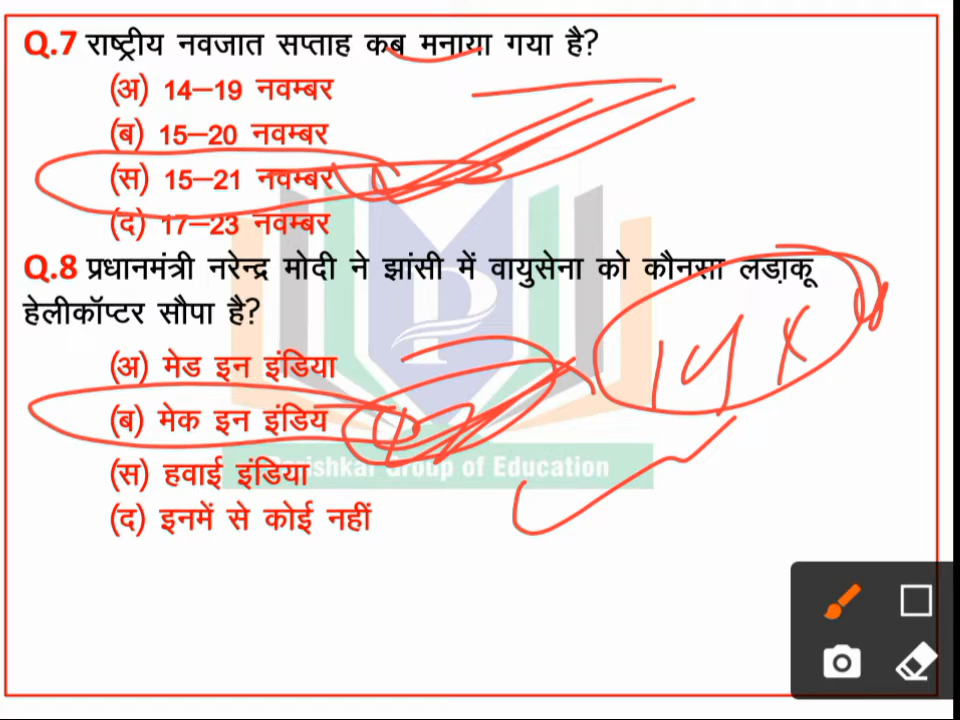 Q.7 राष्ट्रीय नवजात सप्ताह कब मनाया गया है?
(अ) 14–19 नवम्बर
(ब) 15–20 नवम्बर
(स) 15–21 नवम्बर
(द) 17–23 नवम्बर
Q.8 प्रधानमंत्री नरेन्द्र मोदी ने झांसी में वायुसेना को कौनसा लड़ाकू
हेलीकॉप्टर सौपा है?
(अ) मेड इन इंडिया
(ब) मेक इन इंडिय
(स) हवाई इंडिया
Parishkar Group of Education
(द) इनमें से कोई नहीं